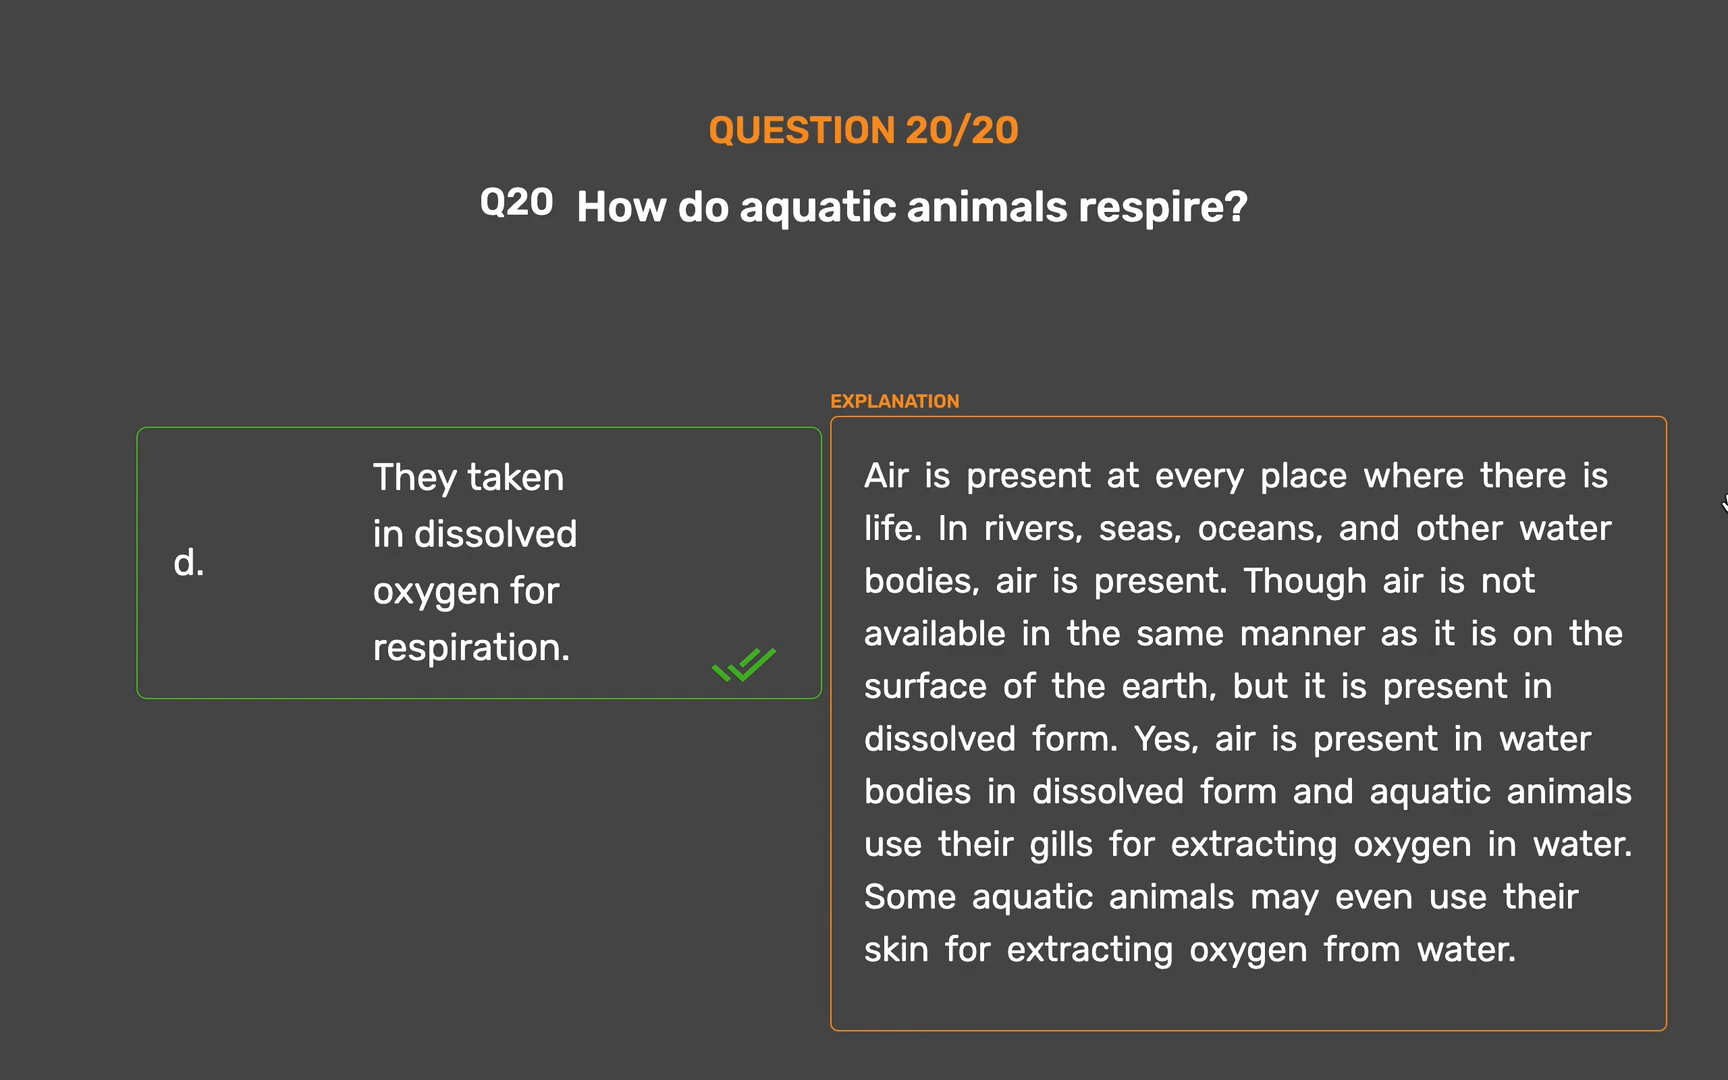 QUESTION 20/20
Q20 How do aquatic animals respire?
EXPLANATION
d.
They taken
in dissolved
oxygen for
respiration.
Air is present at every place where there is
life. In rivers, seas, oceans, and other water
bodies, air is present. Though air is not
available in the same manner as it is on the
surface of the earth, but it is present in
dissolved form. Yes, air is present in water
bodies in dissolved form and aquatic animals
use their gills for extracting oxygen in water.
Some aquatic animals may even use their
skin for extracting oxygen from water.